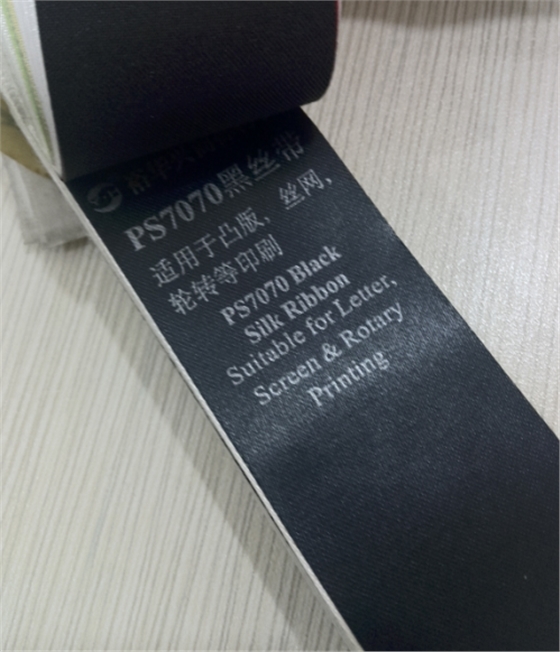 PS7070黑丝带
适用于凸版，丝网，
轮转等印刷
PS7070 Black
Silk Ribbon
Suitable for Letter,
Screen & Rotary
Printing